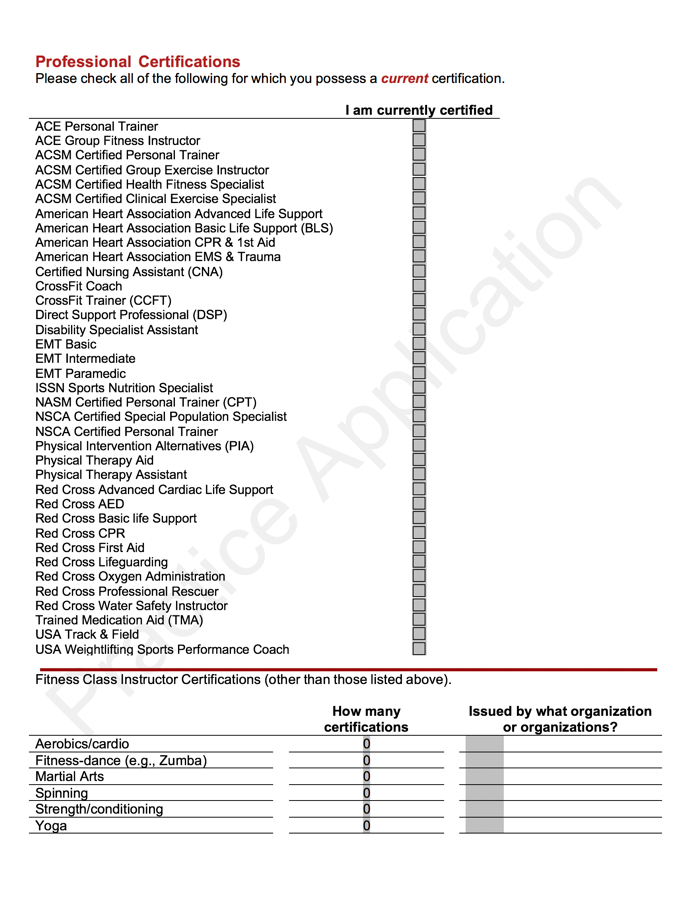 Professional Certifications
Please check all of the following for which you possess a current certification.
I am currently certified
ACE Personal Trainer
ACE Group Fitness Instructor
ACSM Certified Personal Trainer
ACSM Certified Group Exercise Instructor
ACSM Certified Health Fitness Specialist
ACSM Certified Clinical Exercise Specialist
American Heart Association Advanced Life Support
American Heart Association Basic Life Support (BLS)
American Heart Association CPR & 1st Aid
American Heart Association EMS & Trauma
Certified Nursing Assistant (CNA)
CrossFit Coach
CrossFit Trainer (CCFT)
Direct Support Professional (DSP)
Disability Specialist Assistant
EMT Basic
EMT Intermediate
EMT Paramedic
ISSN Sports Nutrition Specialist
NASM Certified Personal Trainer (CPT)
NSCA Certified Special Population Specialist
NSCA Certified Personal Trainer
Physical Intervention Alternatives (PIA)
Physical Therapy Aid
Physical Therapy Assistant
Red Cross Advanced Cardiac Life Support
Red Cross AED
Red Cross Basic life Support
Red Cross CPR
Red Cross First Aid
Red Cross Lifeguarding
Red Cross Oxygen Administration
Red Cross Professional Rescuer
Red Cross Water Safety Instructor
Trained Medication Aid (TMA)
USA Track & Field
USA Weightlifting Sports Performance Coach
Practice Application
Fitness Class Instructor Certifications (other than those listed above).
How many certifications Issued by what organization or organizations?
Aerobics/cardio 0
Fitness-dance (e.g., Zumba) 0
Martial Arts 0
Spinning 0
Strength/conditioning 0
Yoga 0